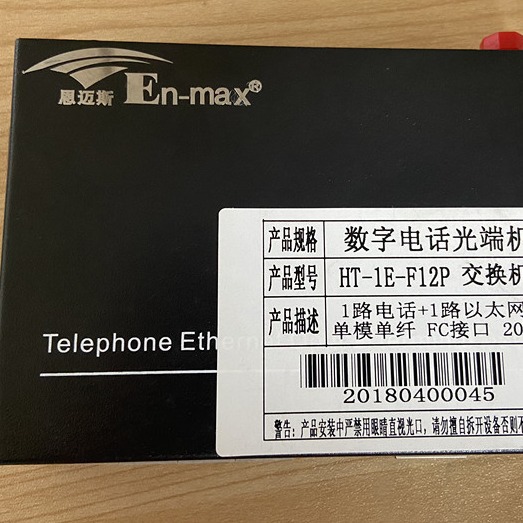 恩迈斯 En-max®
产品规格 数字电话光端机
产品型号 HT-1E-F12P 交换机
产品描述 1路电话+1路以太网
单模单纤 FC接口 20
Telephone Ethe
20180400045
警告: 产品安装中严禁用眼睛直视光口, 请勿擅自拆开设备否则不